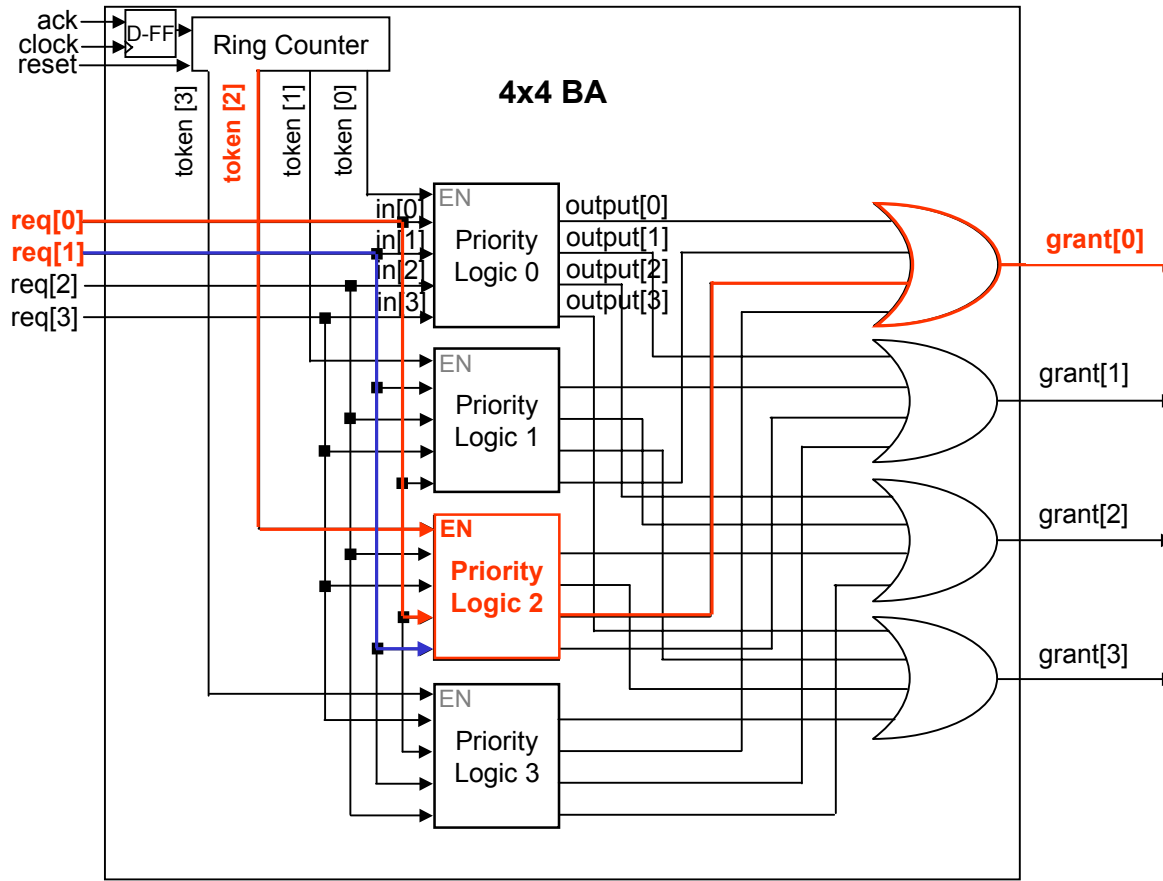 ack
clock
reset
D-FF
Ring Counter
4x4 BA
token [3]
token [2]
token [1]
token [0]
req[0]
req[1]
req[2]
req[3]
in[0]
in[1]
in[2]
in[3]
EN
Priority
Logic 0
output[0]
output[1]
output[2]
output[3]
grant[0]
EN
Priority
Logic 1
grant[1]
EN
Priority
Logic 2
grant[2]
EN
Priority
Logic 3
grant[3]